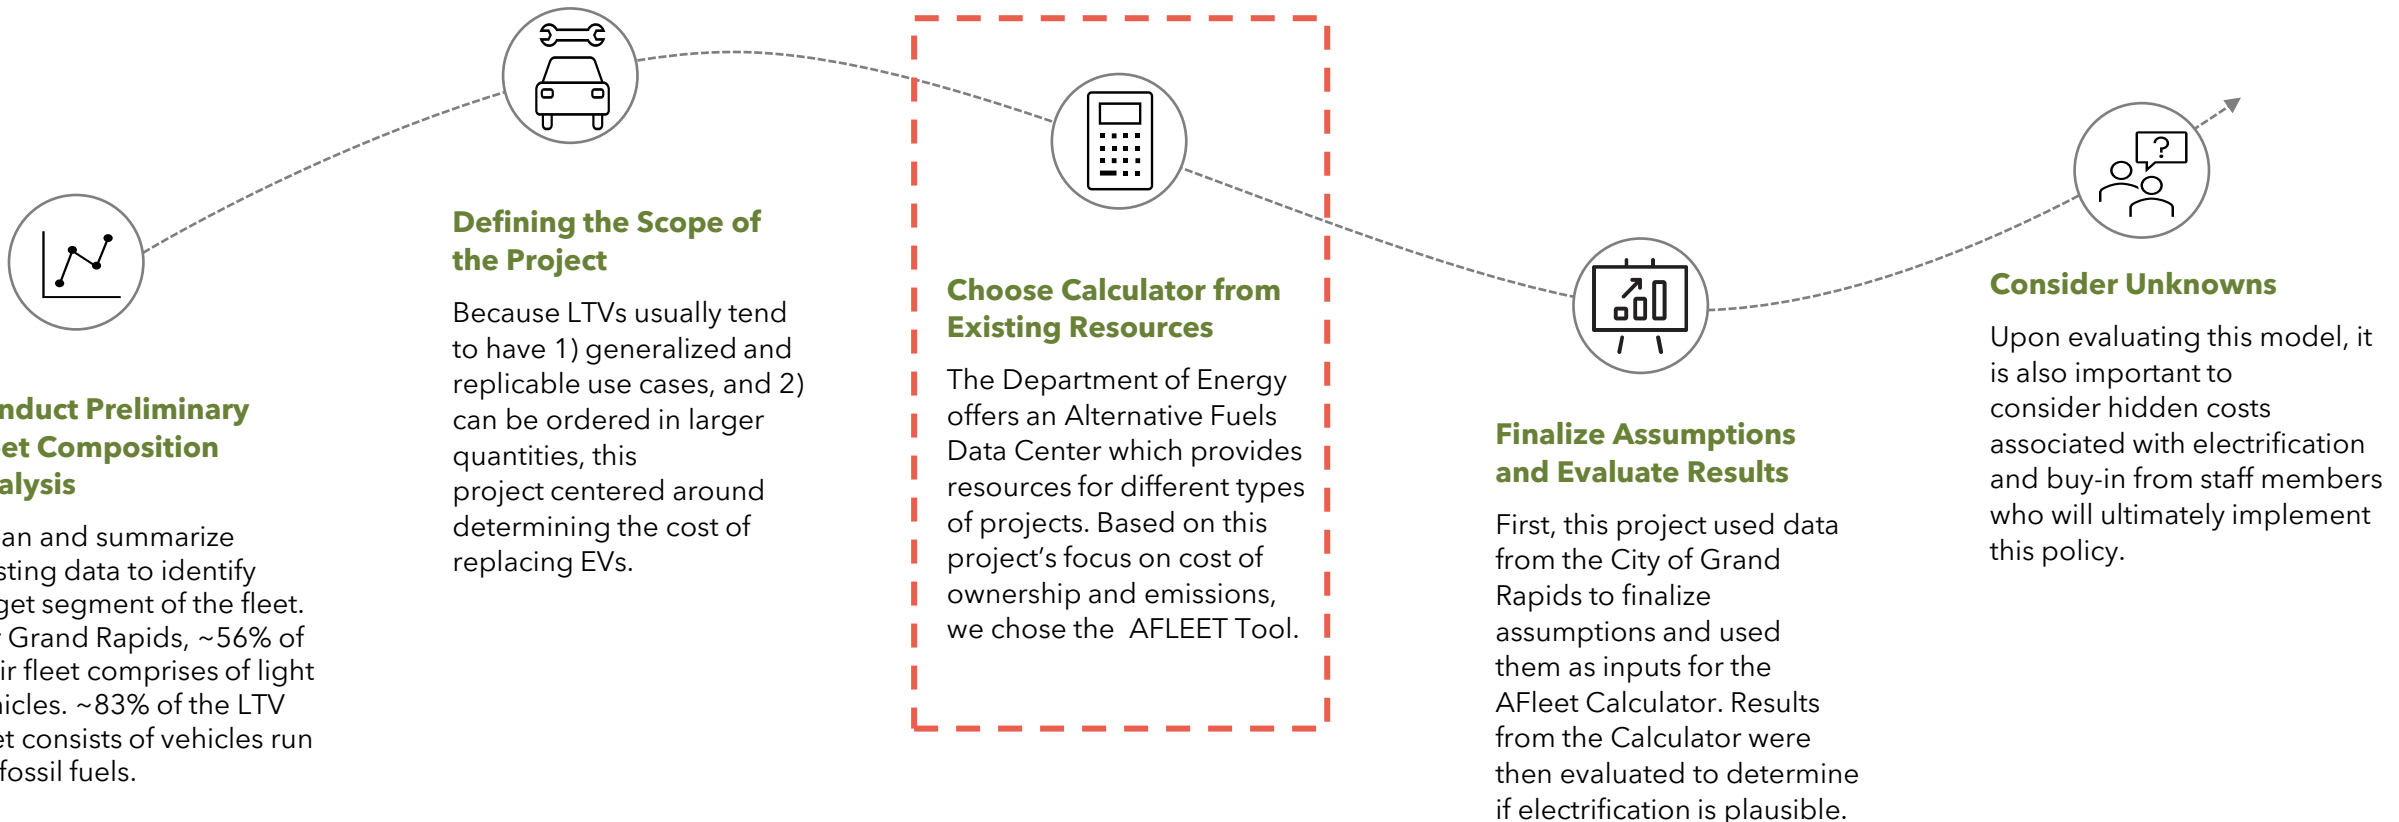 nduct Preliminary
et Composition
alysis
an and summarize
sting data to identify
get segment of the fleet.
r Grand Rapids, ~56% of
ir fleet comprises of light
icles. ~83% of the LTV
et consists of vehicles run
fossil fuels.
Defining the Scope of
the Project
Because LTVs usually tend
to have 1) generalized and
replicable use cases, and 2)
can be ordered in larger
quantities, this
project centered around
determining the cost of
replacing EVs.
Choose Calculator from
Existing Resources
The Department of Energy
offers an Alternative Fuels
Data Center which provides
resources for different types
of projects. Based on this
project’s focus on cost of
ownership and emissions,
we chose the  AFLEET Tool.
Finalize Assumptions
and Evaluate Results
First, this project used data
from the City of Grand
Rapids to finalize
assumptions and used
them as inputs for the
AFleet Calculator. Results
from the Calculator were
then evaluated to determine
if electrification is plausible.
?
Consider Unknowns
Upon evaluating this model, it
is also important to
consider hidden costs
associated with electrification
and buy-in from staff members
who will ultimately implement
this policy.